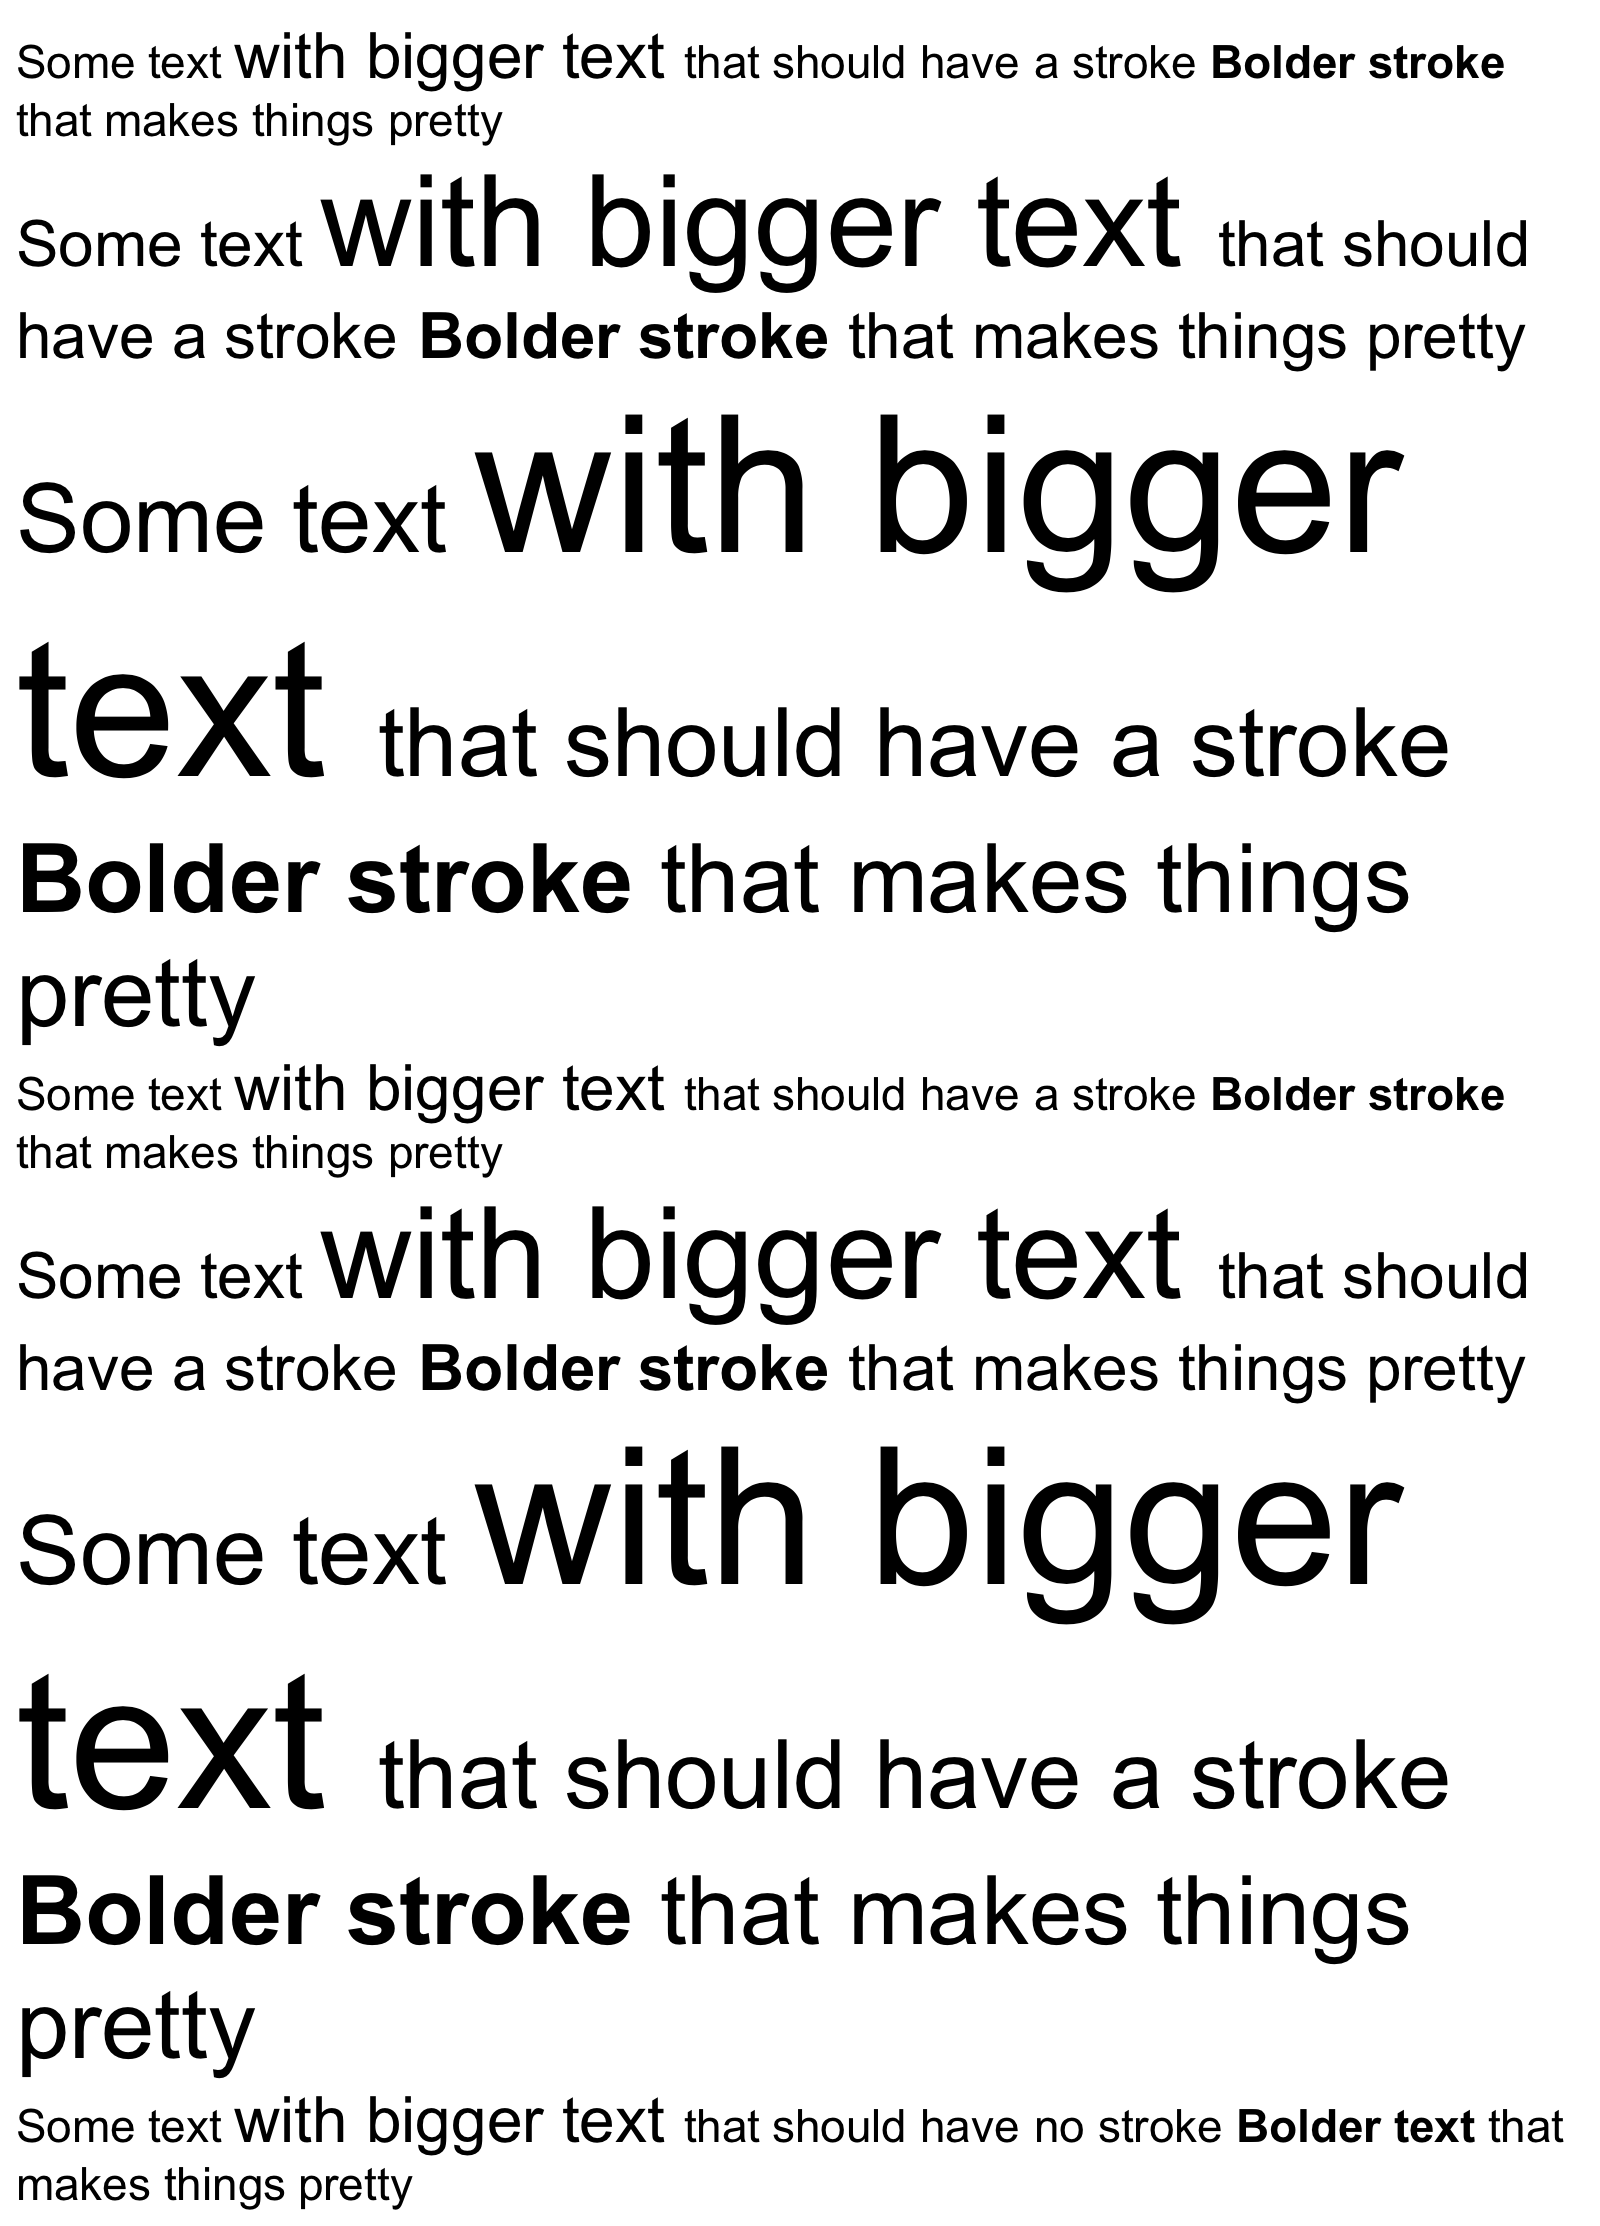 Some text with bigger text that should have a stroke Bolder stroke
that makes things pretty
Some text with bigger text that should
have a stroke Bolder stroke that makes things pretty
Some text with bigger
text that should have a stroke
Bolder stroke that makes things
pretty
Some text with bigger text that should have a stroke Bolder stroke
that makes things pretty
Some text with bigger text that should
have a stroke Bolder stroke that makes things pretty
Some text with bigger
text that should have a stroke
Bolder stroke that makes things
pretty
Some text with bigger text that should have no stroke Bolder text that
makes things pretty